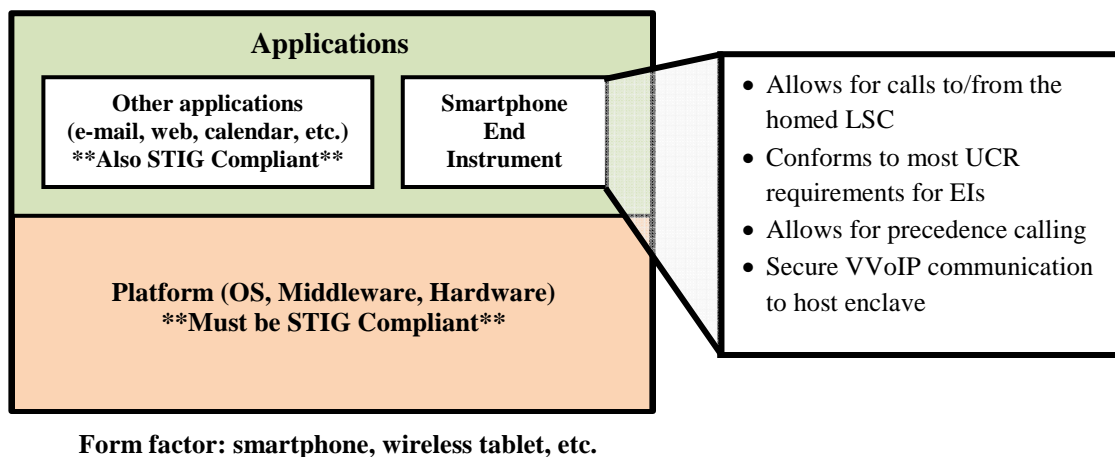 Applications
Other applications
(e-mail, web, calendar, etc.)
**Also STIG Compliant**
Smartphone
End
Instrument
Platform (OS, Middleware, Hardware)
**Must be STIG Compliant**
• Allows for calls to/from the
homed LSC
• Conforms to most UCR
requirements for EIs
• Allows for precedence calling
• Secure VVoIP communication
to host enclave
Form factor: smartphone, wireless tablet, etc.